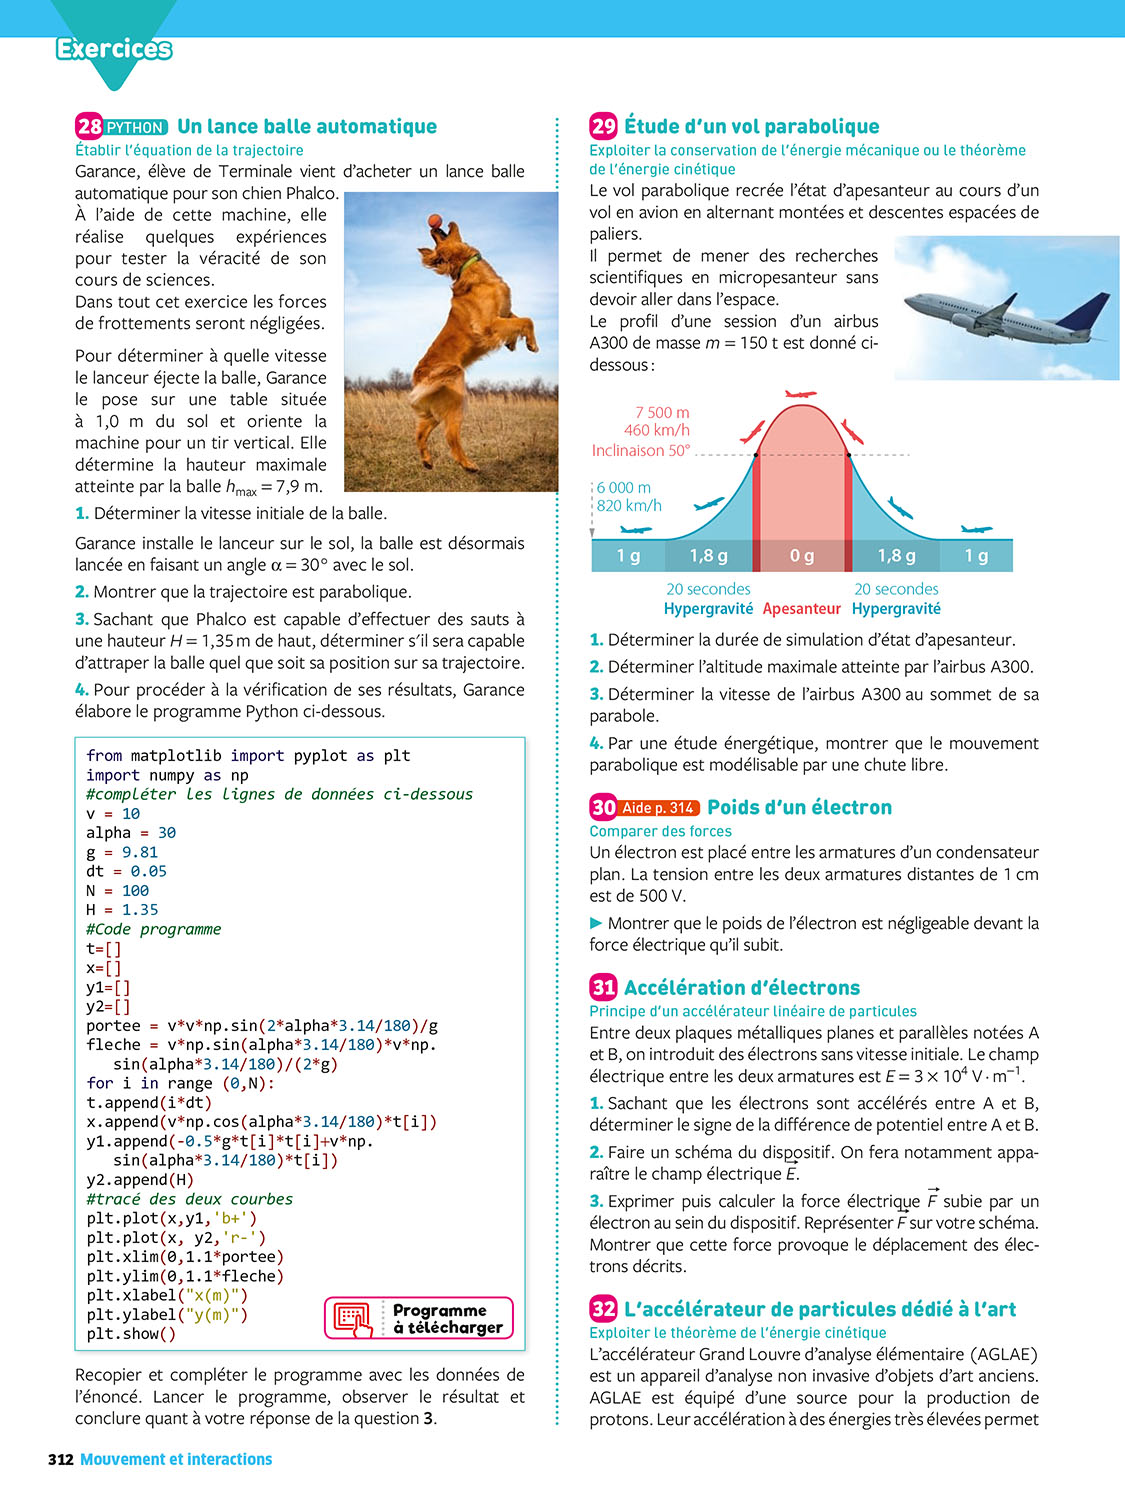 Exercices
28 PYTHON Un lance balle automatique
Établir l'équation de la trajectoire
Garance, élève de Terminale vient d'acheter un lance balle
automatique pour son chien Phalco.
À l'aide de cette machine, elle
réalise quelques expériences
pour tester la véracité de son
cours de sciences.
Dans tout cet exercice les forces
de frottements seront négligées.
Pour déterminer à quelle vitesse
le lanceur éjecte la balle, Garance
le pose sur une table située
à 1,0 m du sol et oriente la
machine pour un tir vertical. Elle
détermine la hauteur maximale
atteinte par la balle hmax = 7,9 m.
1. Déterminer la vitesse initiale de la balle.
Garance installe le lanceur sur le sol, la balle est désormais
lancée en faisant un angle α = 30° avec le sol.
2. Montrer que la trajectoire est parabolique.
3. Sachant que Phalco est capable d'effectuer des sauts à
une hauteur H = 1,35 m de haut, déterminer s'il sera capable
d'attraper la balle quel que soit sa position sur sa trajectoire.
4. Pour procéder à la vérification de ses résultats, Garance
élabore le programme Python ci-dessous.
from matplotlib import pyplot as plt
import numpy as np
#compléter les lignes de données ci-dessous
v = 10
alpha = 30
g = 9.81
dt = 0.05
N = 100
H = 1.35
#Code programme
t=[]
x=[]
y1=[]
y2=[]
portee = v*v*np.sin(2*alpha*3.14/180)/g
fleche = v*np.sin(alpha*3.14/180)*v*np.
sin(alpha*3.14/180)/(2*g)
for i in range (0,N):
t.append(i*dt)
x.append(v*np.cos(alpha*3.14/180)*t[i])
y1.append(-0.5*g*t[i]*t[i]+v*np.
sin(alpha*3.14/180)*t[i])
y2.append(H)
#tracé des deux courbes
plt.plot(x,y1,'b+')
plt.plot(x, y2,'r-')
plt.xlim(0,1.1*portee)
plt.ylim(0,1.1*fleche)
plt.xlabel("x(m)")
plt.ylabel("y(m)")
plt.show()
Programme
à télécharger
Recopier et compléter le programme avec les données de
l'énoncé. Lancer le programme, observer le résultat et
conclure quant à votre réponse de la question 3.
29 Étude d'un vol parabolique
Exploiter la conservation de l'énergie mécanique ou le théorème
de l'énergie cinétique
Le vol parabolique recrée l'état d'apesanteur au cours d'un
vol en avion en alternant montées et descentes espacées de
paliers.
Il permet de mener des recherches
scientifiques en micropesanteur sans
devoir aller dans l'espace.
Le profil d'une session d'un airbus
A300 de masse m = 150 t est donné ci-
dessous :
7 500 m
460 km/h
Inclinaison 50°
6 000 m
820 km/h
1 g 1,8 g 0 g 1,8 g 1 g
20 secondes 20 secondes
Hypergravité Apesanteur Hypergravité
1. Déterminer la durée de simulation d'état d'apesanteur.
2. Déterminer l'altitude maximale atteinte par l'airbus A300.
3. Déterminer la vitesse de l'airbus A300 au sommet de sa
parabole.
4. Par une étude énergétique, montrer que le mouvement
parabolique est modélisable par une chute libre.
30 Aide p. 314 Poids d'un électron
Comparer des forces
Un électron est placé entre les armatures d'un condensateur
plan. La tension entre les deux armatures distantes de 1 cm
est de 500 V.
▶ Montrer que le poids de l'électron est négligeable devant la
force électrique qu'il subit.
31 Accélération d'électrons
Principe d'un accélérateur linéaire de particules
Entre deux plaques métalliques planes et parallèles notées A
et B, on introduit des électrons sans vitesse initiale. Le champ
électrique entre les deux armatures est E = 3 × 10⁴ V·m⁻¹.
1. Sachant que les électrons sont accélérés entre A et B,
déterminer le signe de la différence de potentiel entre A et B.
2. Faire un schéma du dispositif. On fera notamment appa-
raître le champ électrique E⃗.
3. Exprimer puis calculer la force électrique F⃗ subie par un
électron au sein du dispositif. Représenter F⃗ sur votre schéma.
Montrer que cette force provoque le déplacement des élec-
trons décrits.
32 L'accélérateur de particules dédié à l'art
Exploiter le théorème de l'énergie cinétique
L'accélérateur Grand Louvre d'analyse élémentaire (AGLAE)
est un appareil d'analyse non invasive d'objets d'art anciens.
AGLAE est équipé d'une source pour la production de
protons. Leur accélération à des énergies très élevées permet
312 Mouvement et interactions